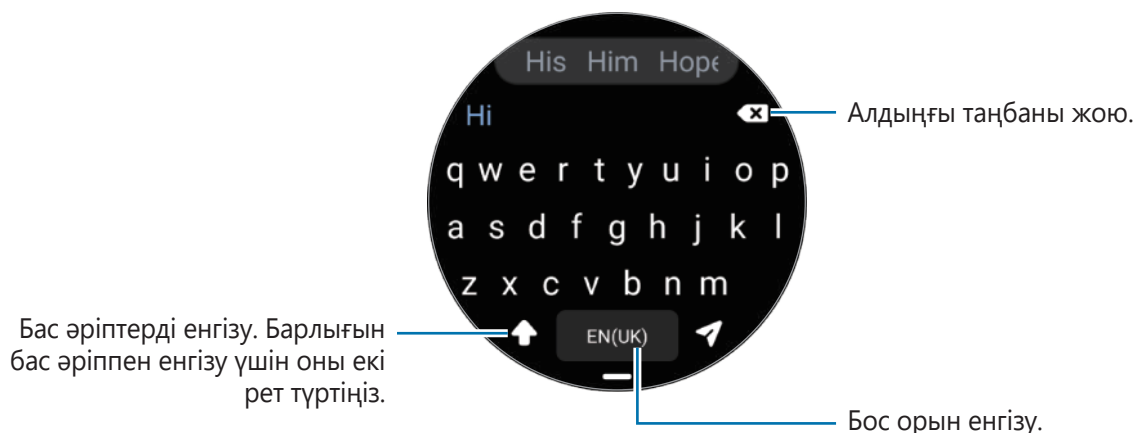 His Him Hope
Hi
Алдыңғы таңбаны жою.
q w e r t y u i o p
a s d f g h j k l
z x c v b n m
Бас әріптерді енгізу. Барлығын
бас әріппен енгізу үшін оны екі
рет түртіңіз.
EN(UK)
Бос орын енгізу.